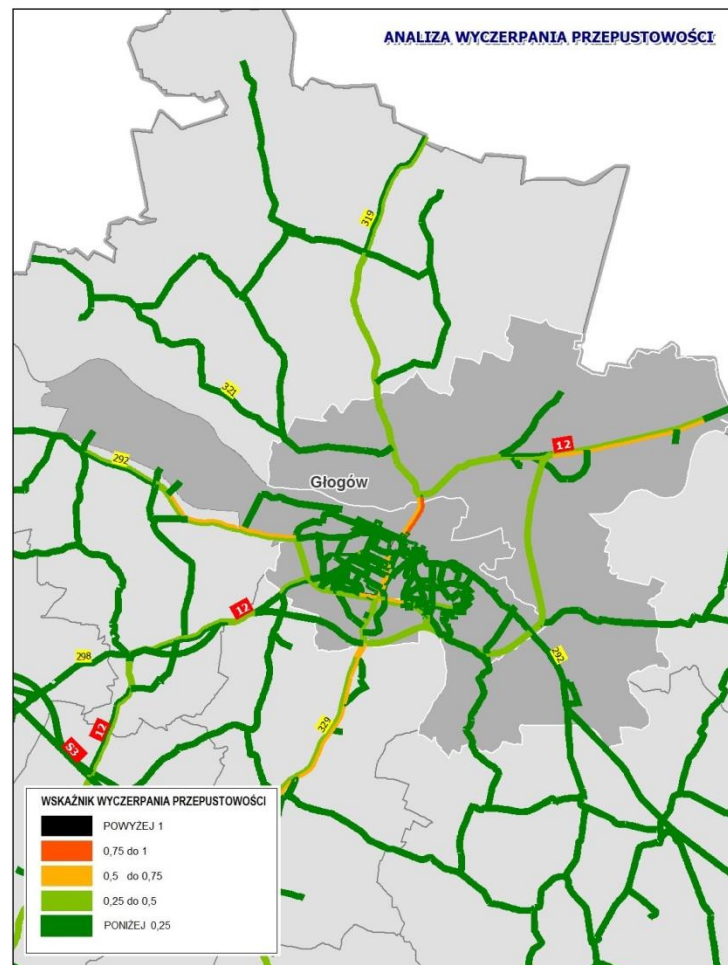 ANALIZA WYCZERPANIA PRZEPUSTOWOŚCI
319
321
12
292
Głogów
12
298
292
12
329
S3
WSKAŹNIK WYCZERPANIA PRZEPUSTOWOŚCI
POWYŻEJ 1
0,75 do 1
0,5 do 0,75
0,25 do 0,5
PONIŻEJ 0,25